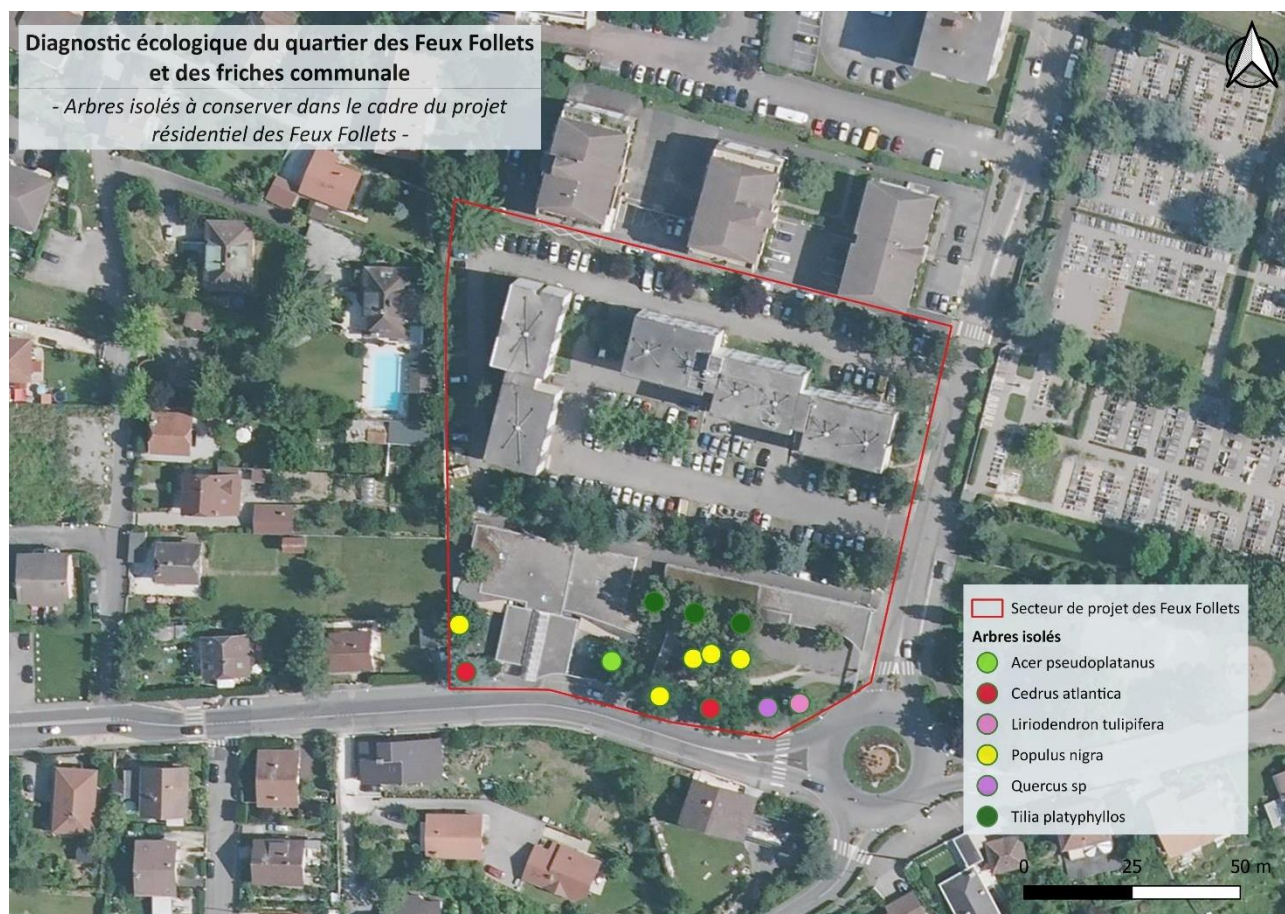 Diagnostic écologique du quartier des Feux Follets
et des friches communale
- Arbres isolés à conserver dans le cadre du projet
résidentiel des Feux Follets -
Secteur de projet des Feux Follets
Arbres isolés
Acer pseudoplatanus
Cedrus atlantica
Liriodendron tulipifera
Populus nigra
Quercus sp
Tilia platyphllos
0 25 50 m